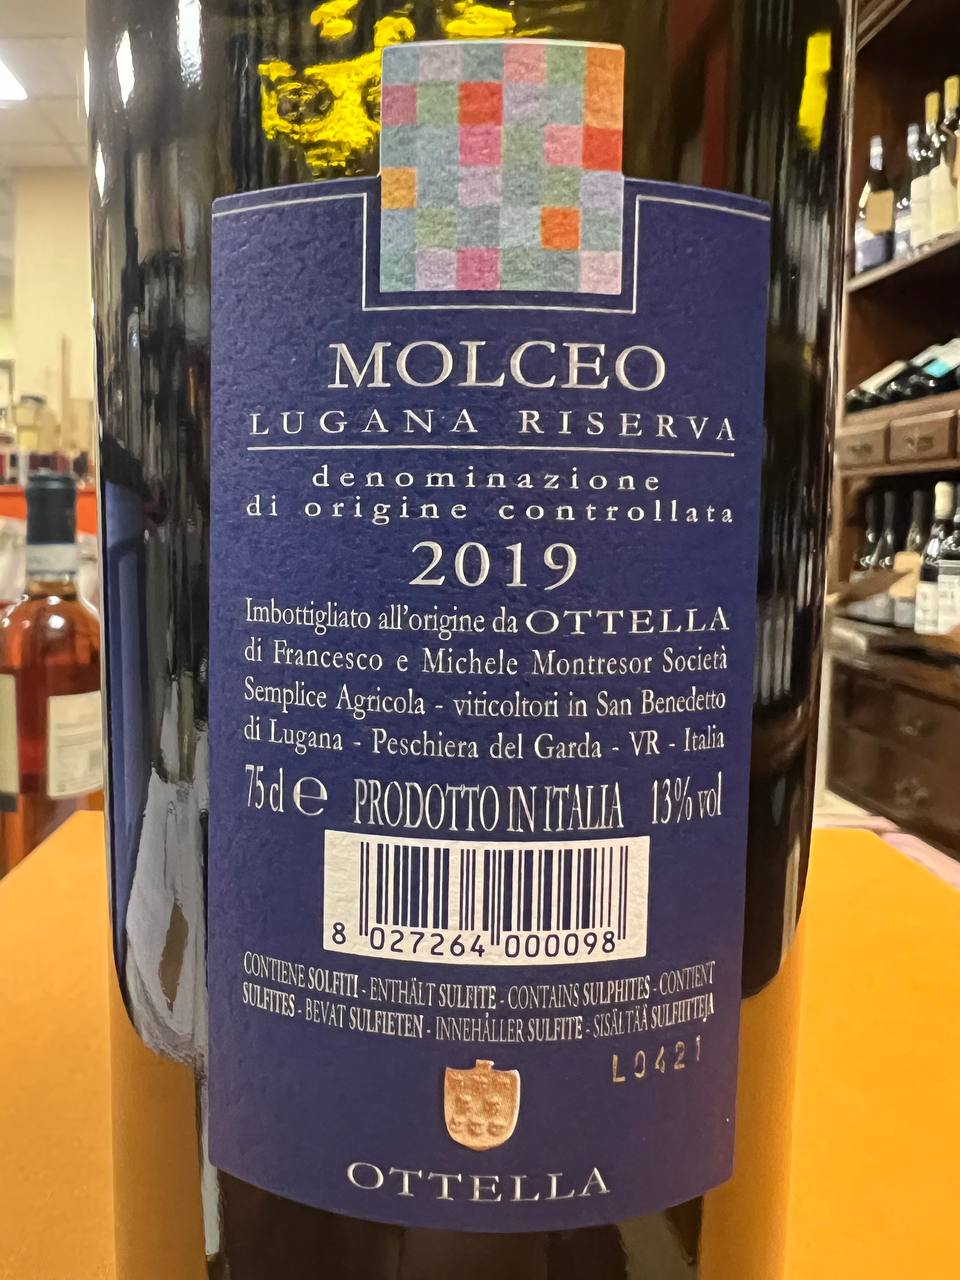 MOLCEO
LUGANA RISERVA
denominazione
di origine controllata
2019
Imbottigliato all'origine da OTTELLA
di Francesco e Michele Montresor Società
Semplice Agricola - viticoltori in San Benedetto
di Lugana - Peschiera del Garda - VR - Italia
75 cl e PRODOTTO IN ITALIA 13% vol
8 027264 000098
CONTIENE SOLFITI - ENTHÄLT SULFITE - CONTAINS SULPHITES - CONTIENT
SULFITES - BEVAT SULFIETEN - INNEHÅLLER SULFITE - SISÄLTÄÄ SULFIITTEJA
L0421
OTTELLA